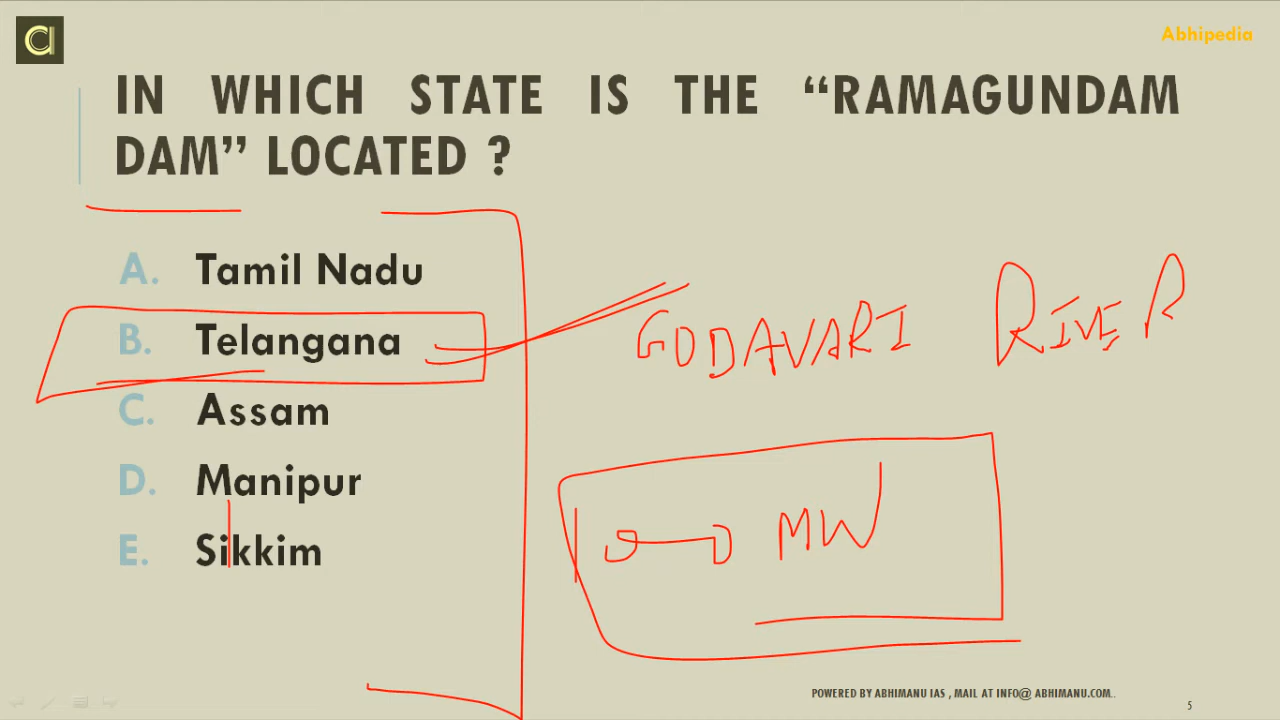 Abhipedia
IN WHICH STATE IS THE “RAMAGUNDAM
DAM” LOCATED ?
A. Tamil Nadu
B. Telangana
C. Assam
D. Manipur
E. Sikkim
GODAVARI RIVER
100 MW
POWERED BY ABHIMANU IAS , MAIL AT INFO@ ABHIMANU.COM..
5